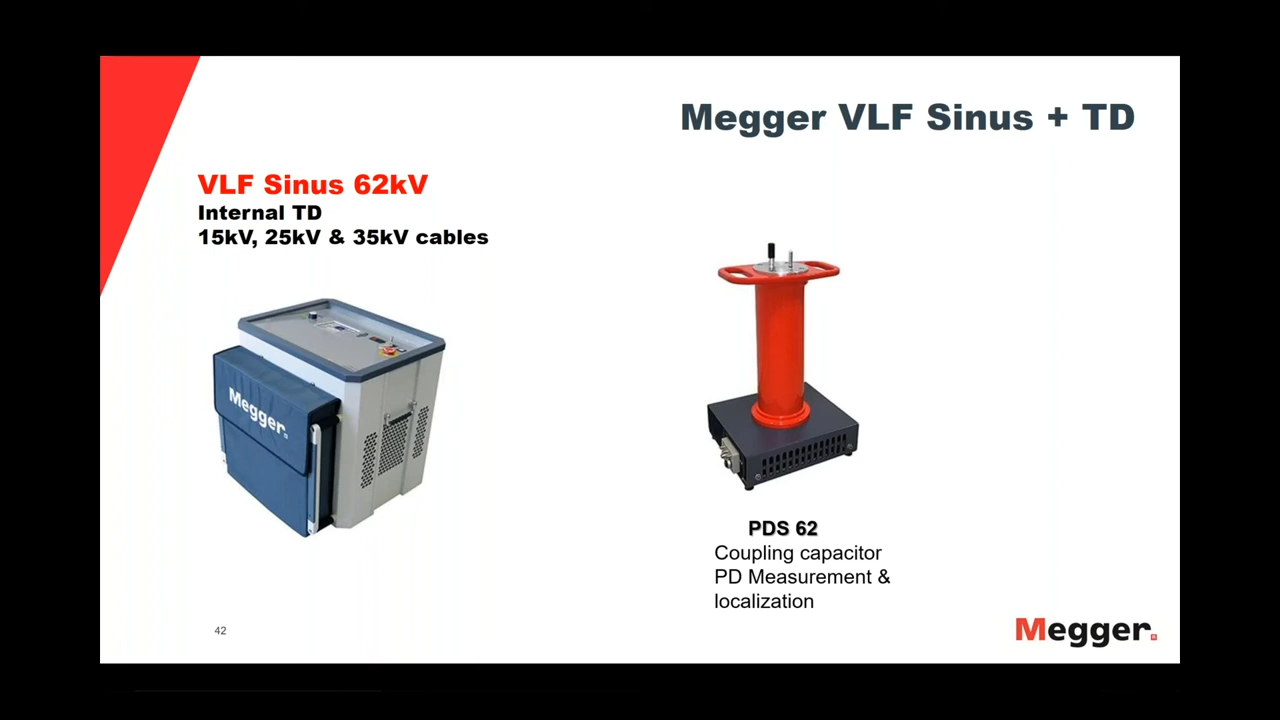 Megger VLF Sinus + TD
VLF Sinus 62kV
Internal TD
15kV, 25kV & 35kV cables
Megger.
PDS 62
Coupling capacitor
PD Measurement &
localization
42
Megger.